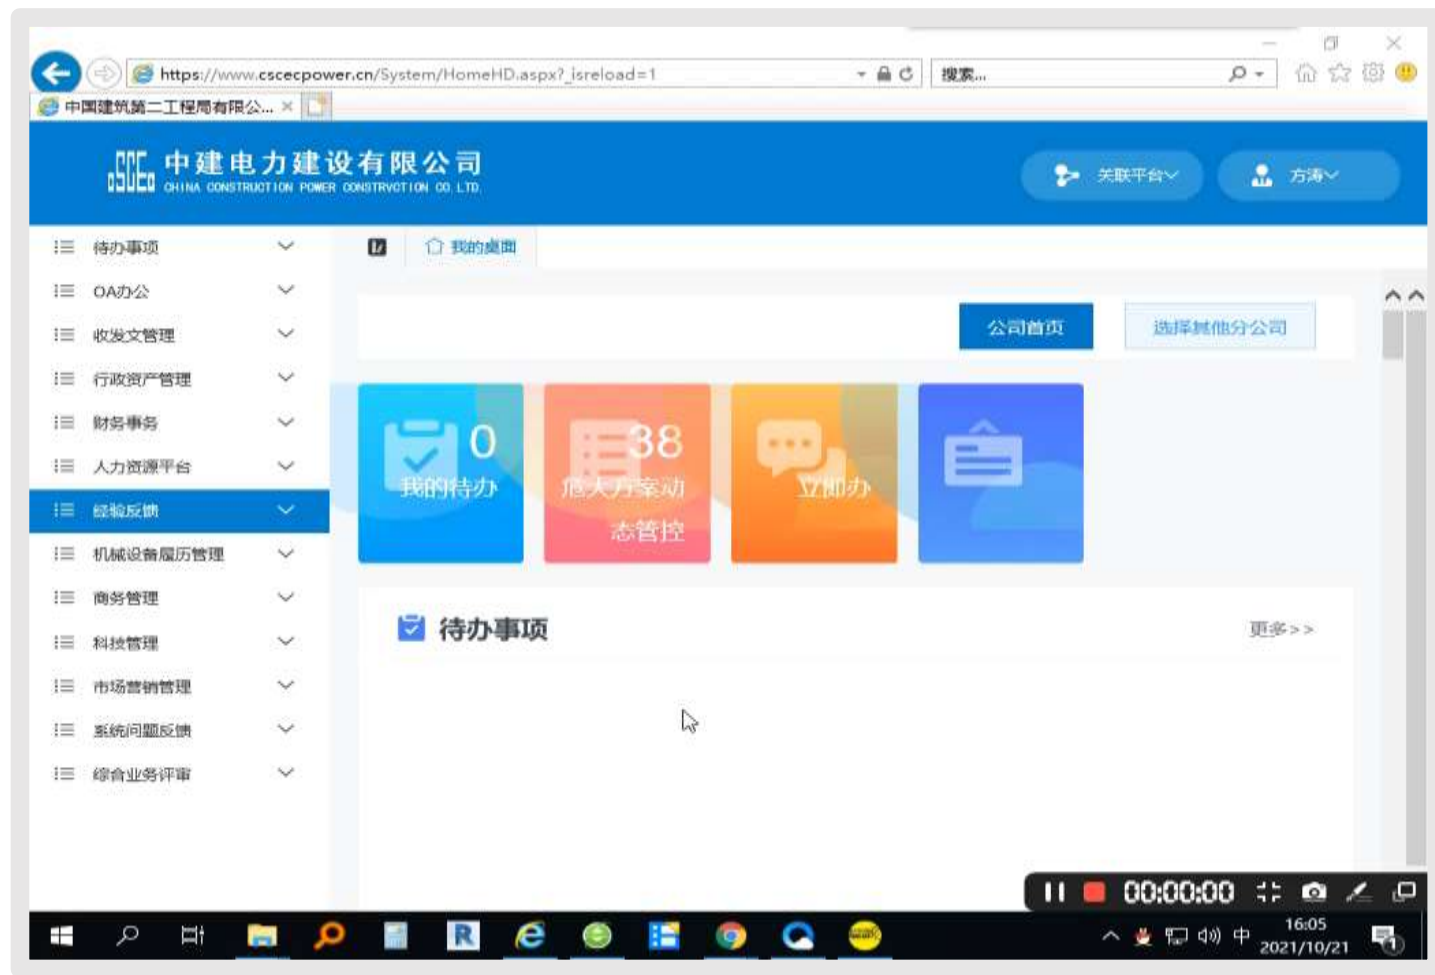 https://www.cscecpower.cn/System/HomeHD.aspx?_isreload=1
搜索...
中国建筑第二工程局有限公... ×
中建电力建设有限公司
CHINA CONSTRUCTION POWER CONSTRVCTION CO. LTD.
关联平台
方涛
待办事项
我的桌面
OA办公
公司首页
选择其他分公司
收发文管理
行政资产管理
财务事务
人力资源平台
经验反馈
机械设备履历管理
商务管理
科技管理
市场营销管理
系统问题反馈
综合业务评审
0
我的待办
38
危大方案动
态管控
立即办
待办事项
更多>>
00:00:00
中
16:05
2021/10/21
1